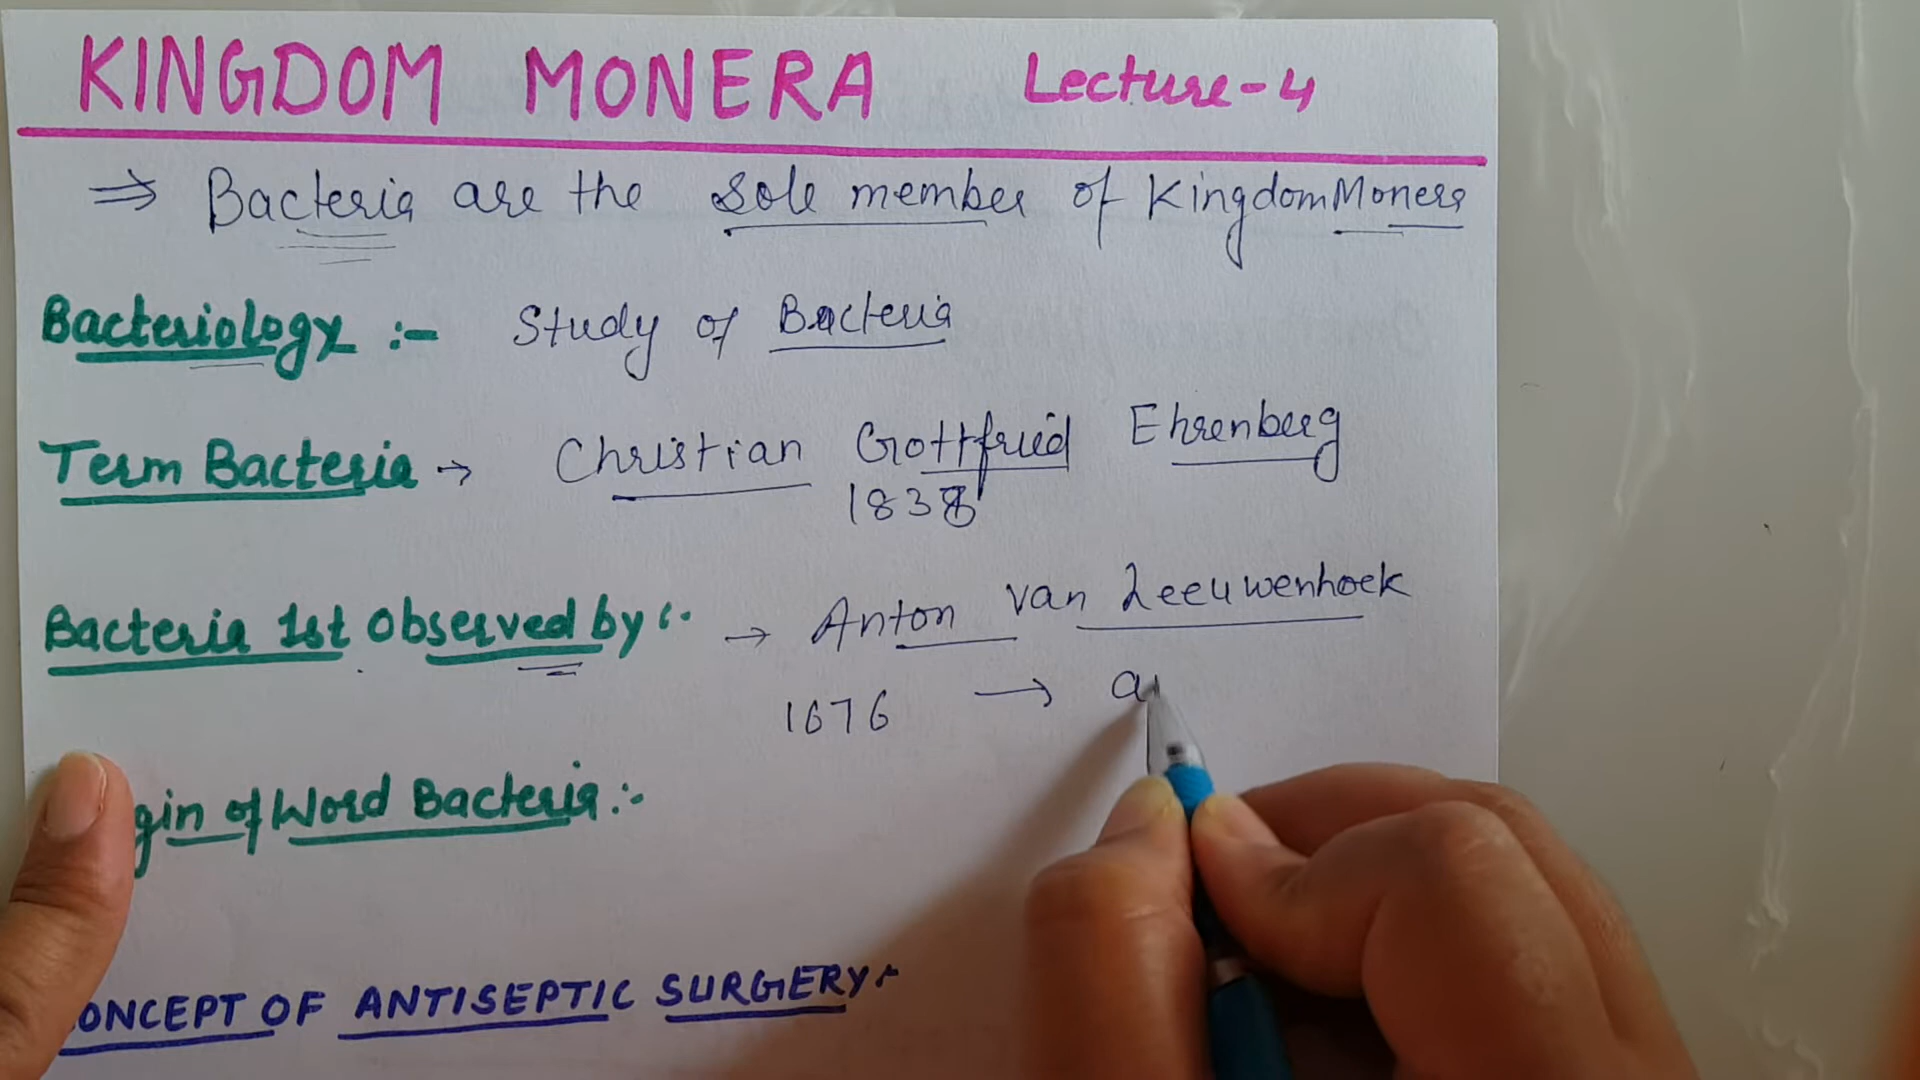 KINGDOM MONERA Lecture-4
⇒ Bacteria are the sole member of Kingdom Monera
Bacteriology :- Study of Bacteria
Term Bacteria → Christian Gottfried Ehrenberg
1838
Bacteria 1st Observed by :- → Anton van Leeuwenhoek
1676 → a
gin of Word Bacteria :-
ONCEPT OF ANTISEPTIC SURGERY:-